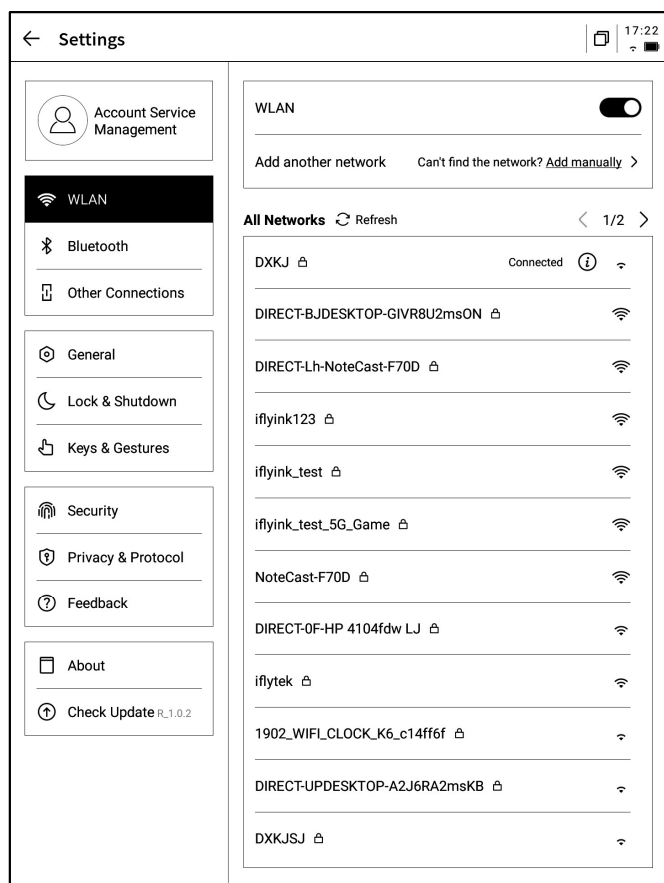 Settings
17:22
Account Service
Management
WLAN
Bluetooth
Other Connections
General
Lock & Shutdown
Keys & Gestures
Security
Privacy & Protocol
Feedback
About
Check Update R_1.0.2
WLAN
Add another network Can't find the network? Add manually
All Networks Refresh 1/2
DXKJ Connected
DIRECT-BJDESKTOP-GIVR8U2msON
DIRECT-Lh-NoteCast-F70D
iflyink123
iflyink_test
iflyink_test_5G_Game
NoteCast-F70D
DIRECT-0F-HP 4104fdw LJ
iflytek
1902_WIFI_CLOCK_K6_c14ff6f
DIRECT-UPDESKTOP-A2J6RA2msKB
DXKJSJ